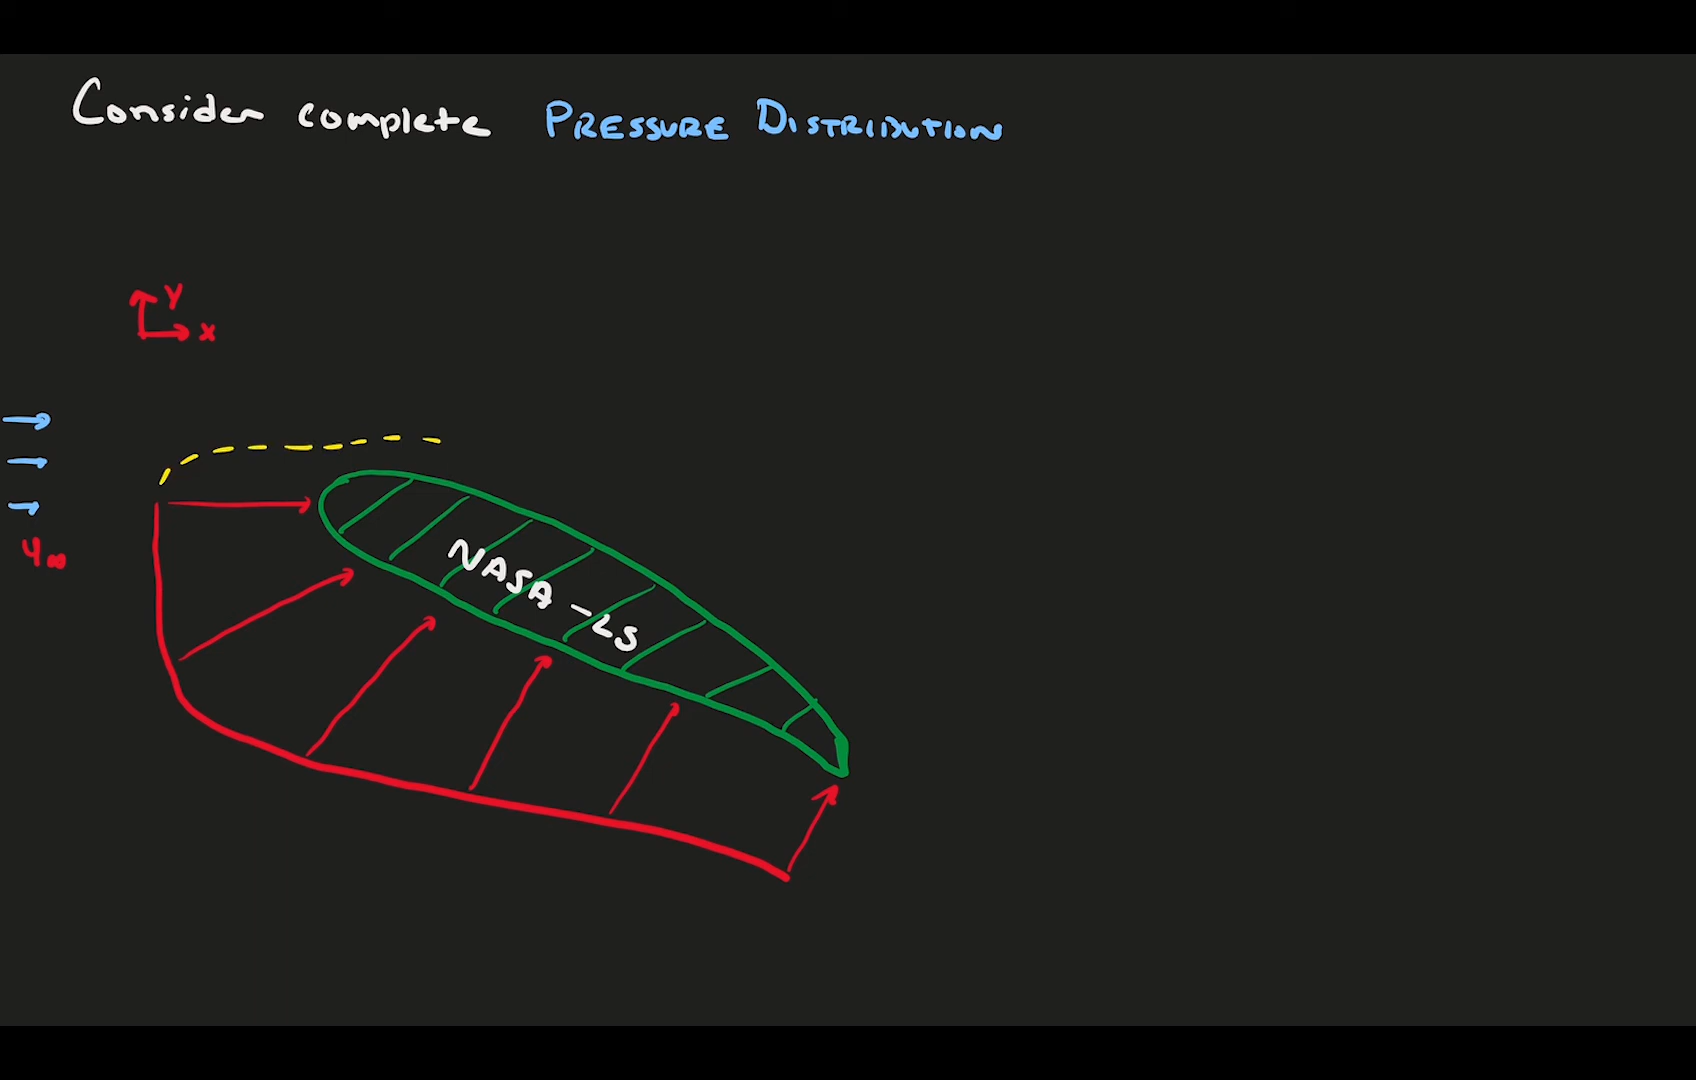 Consider complete PRESSURE DISTRIBUTION
y
x
U∞
NASA-LS